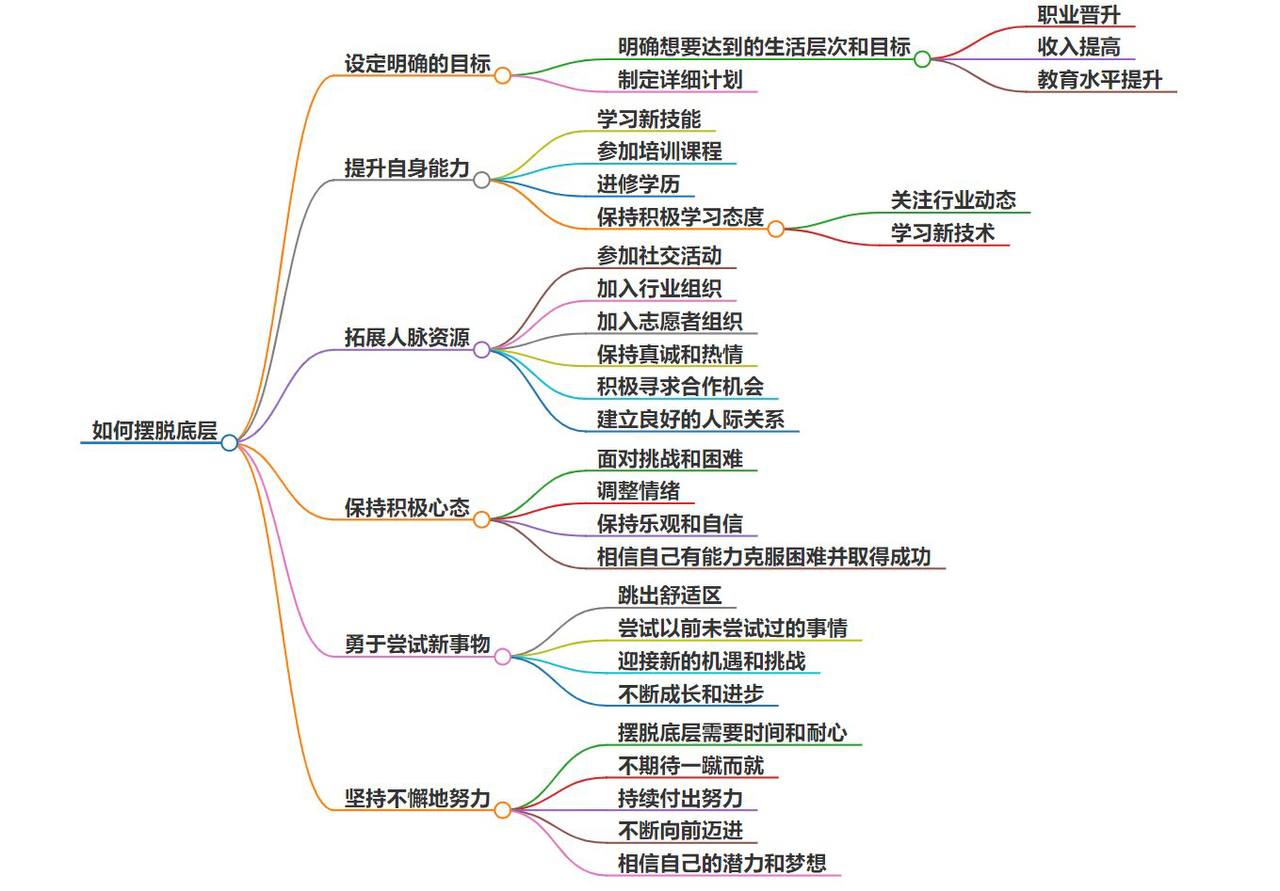 如何摆脱底层
设定明确的目标
明确想要达到的生活层次和目标
职业晋升
收入提高
教育水平提升
制定详细计划
提升自身能力
学习新技能
参加培训课程
进修学历
保持积极学习态度
关注行业动态
学习新技术
拓展人脉资源
参加社交活动
加入行业组织
加入志愿者组织
保持真诚和热情
积极寻求合作机会
建立良好的人际关系
保持积极心态
面对挑战和困难
调整情绪
保持乐观和自信
相信自己有能力克服困难并取得成功
勇于尝试新事物
跳出舒适区
尝试以前未尝试过的事情
迎接新的机遇和挑战
不断成长和进步
坚持不懈地努力
摆脱底层需要时间和耐心
不期待一蹴而就
持续付出努力
不断向前迈进
相信自己的潜力和梦想